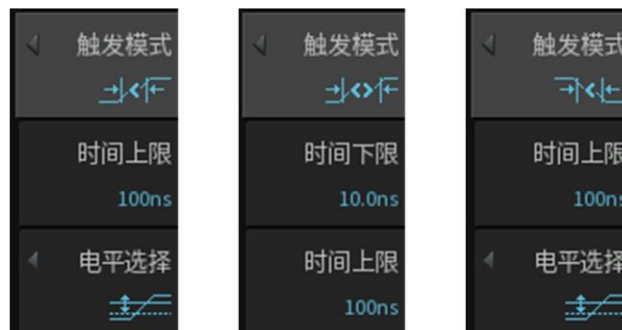 触发模式
时间上限
100ns
电平选择
触发模式
时间下限
10.0ns
时间上限
100ns
触发模式
时间上限
100ns
电平选择